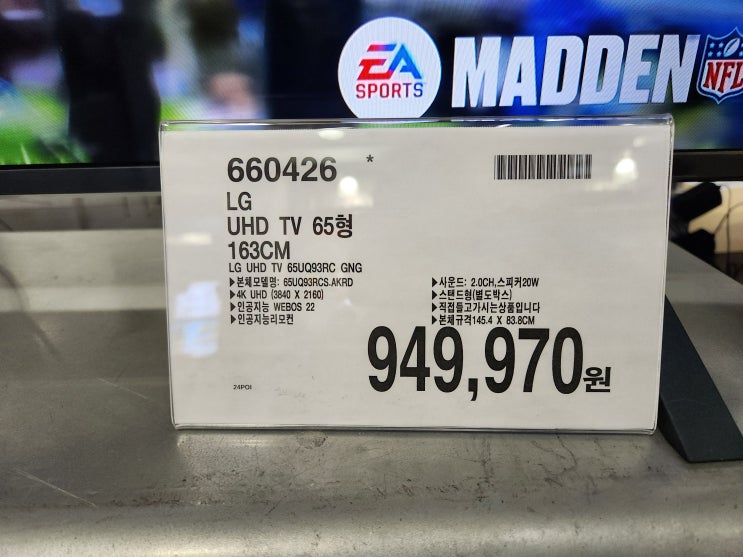 EA
SPORTS
MADDEN
NFL
660426 *
LG
UHD TV 65형
163CM
LG UHD TV 65UQ93RC GNG
▶본체모델명: 65UQ93RCS.AKRD
▶4K UHD (3840 X 2160)
▶인공지능 WEBOS 22
▶인공지능리모컨
▶사운드: 2.0CH,스피커20W
▶스탠드형(별도박스)
▶직접들고가시는상품입니다
▶본체규격145.4 X 83.8CM
949,970원
24POI